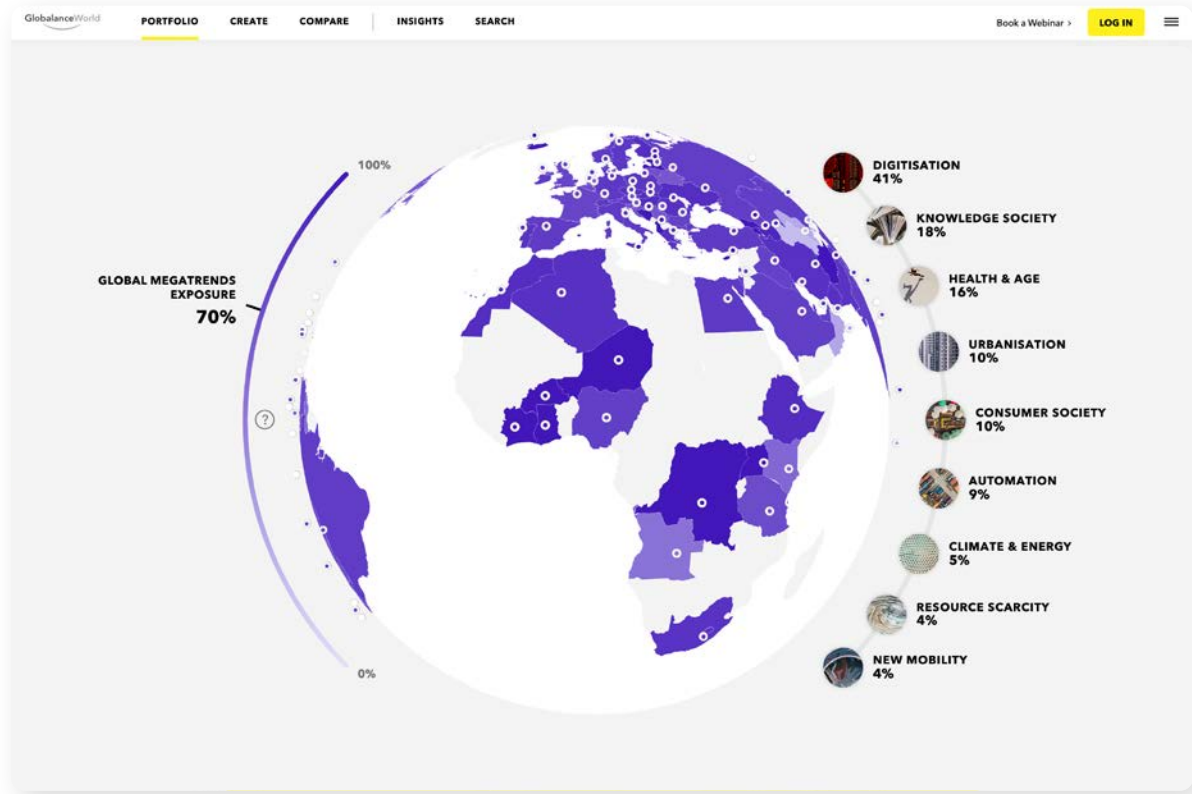 GlobalanceWorld
PORTFOLIO
CREATE
COMPARE
INSIGHTS
SEARCH
Book a Webinar >
LOG IN
100%
GLOBAL MEGATRENDS
EXPOSURE
70%
?
0%
DIGITISATION
41%
KNOWLEDGE SOCIETY
18%
HEALTH & AGE
16%
URBANISATION
10%
CONSUMER SOCIETY
10%
AUTOMATION
9%
CLIMATE & ENERGY
5%
RESOURCE SCARCITY
4%
NEW MOBILITY
4%